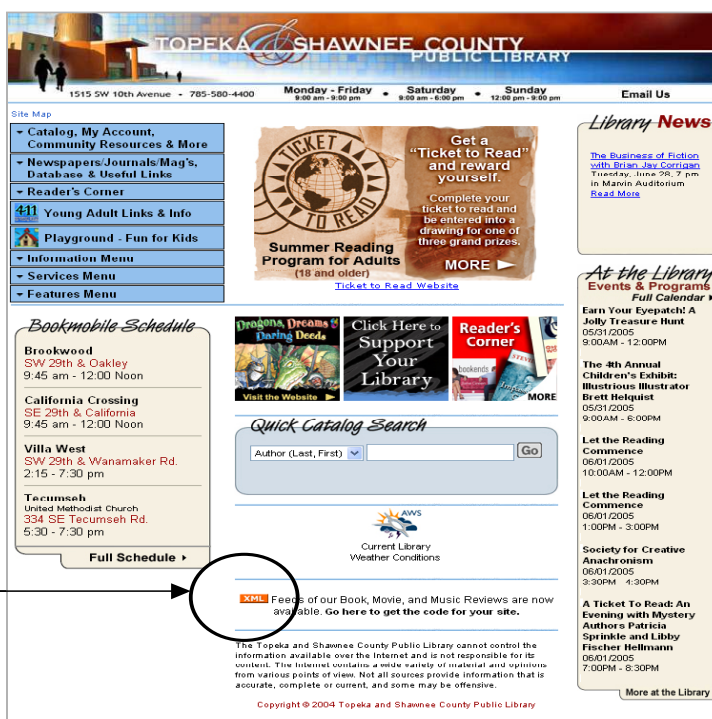 TOPEKA & SHAWNEE COUNTY
PUBLIC LIBRARY
1515 SW 10th Avenue - 785-580-4400
Monday - Friday
9:00 am - 9:00 pm
Saturday
9:00 am - 6:00 pm
Sunday
12:00 pm - 9:00 pm
Email Us
Site Map
Catalog, My Account,
Community Resources & More
Newspapers/Journals/Mag's,
Database & Useful Links
Reader's Corner
411 Young Adult Links & Info
Playground - Fun for Kids
Information Menu
Services Menu
Features Menu
Bookmobile Schedule
Brookwood
SW 29th & Oakley
9:45 am - 12:00 Noon
California Crossing
SE 29th & California
9:45 am - 12:00 Noon
Villa West
SW 29th & Wanamaker Rd.
2:15 - 7:30 pm
Tecumseh
United Methodist Church
334 SE Tecumseh Rd.
5:30 - 7:30 pm
Full Schedule
TICKET
TO READ
Get a
"Ticket to Read"
and reward
yourself.
Complete your
ticket to read and
be entered into a
drawing for one of
three grand prizes.
MORE
Summer Reading
Program for Adults
(18 and older)
Ticket to Read Website
Dragons, Dreams &
Daring Deeds
Visit the Website
Click Here to
Support
Your
Library
Reader's
Corner
bookends
MORE
Quick Catalog Search
Author (Last, First)
Go
AWS
Current Library
Weather Conditions
XML Feeds of our Book, Movie, and Music Reviews are now
available. Go here to get the code for your site.
The Topeka and Shawnee County Public Library cannot control the
information available over the Internet and is not responsible for its
content. The Internet contains a wide variety of material and opinions
from various points of view. Not all sources provide information that is
accurate, complete or current, and some may be offensive.
Copyright © 2004 Topeka and Shawnee County Public Library
Library News
The Business of Fiction
with Brian Jay Corrigan
Tuesday, June 28, 7 pm
in Marvin Auditorium
Read More
At the Library
Events & Programs
Full Calendar
Earn Your Eyepatch! A
Jolly Treasure Hunt
05/31/2005
9:00AM - 12:00PM
The 4th Annual
Children's Exhibit:
Illustrious Illustrator
Brett Helquist
05/31/2005
9:00AM - 6:00PM
Let the Reading
Commence
06/01/2005
10:00AM - 12:00PM
Let the Reading
Commence
06/01/2005
1:00PM - 3:00PM
Society for Creative
Anachronism
06/01/2005
3:30PM 4:30PM
A Ticket To Read: An
Evening with Mystery
Authors Patricia
Sprinkle and Libby
Fischer Hellmann
06/01/2005
7:00PM - 8:30PM
More at the Library